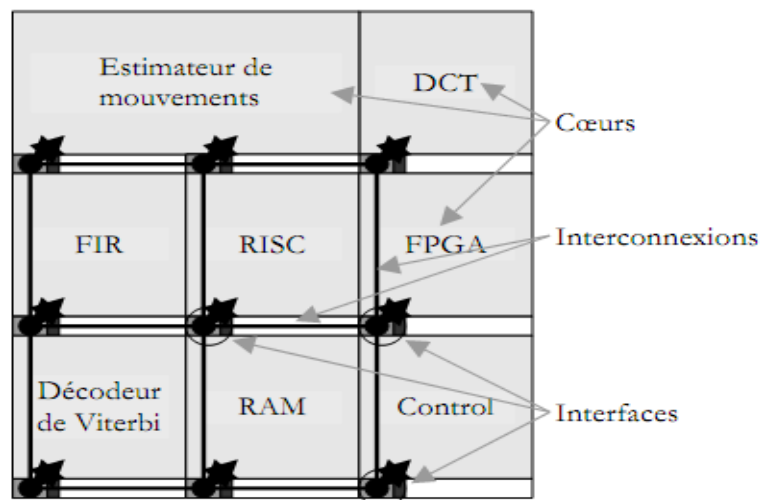 Estimateur de
mouvements
DCT
Cœurs
FIR
RISC
FPGA
Interconnexions
Décodeur
de Viterbi
RAM
Control
Interfaces